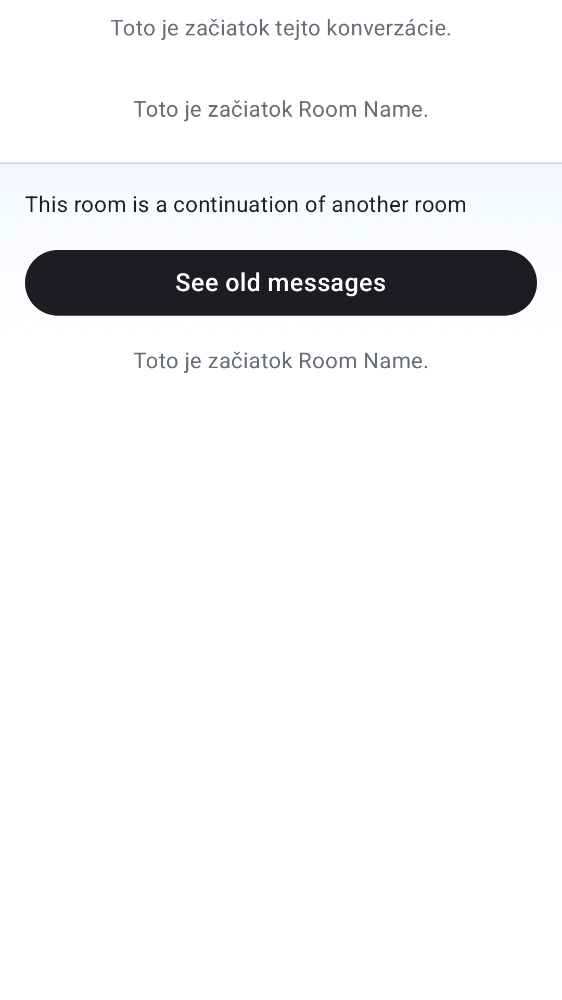 Toto je začiatok tejto konverzácie.
Toto je začiatok Room Name.
This room is a continuation of another room
See old messages
Toto je začiatok Room Name.